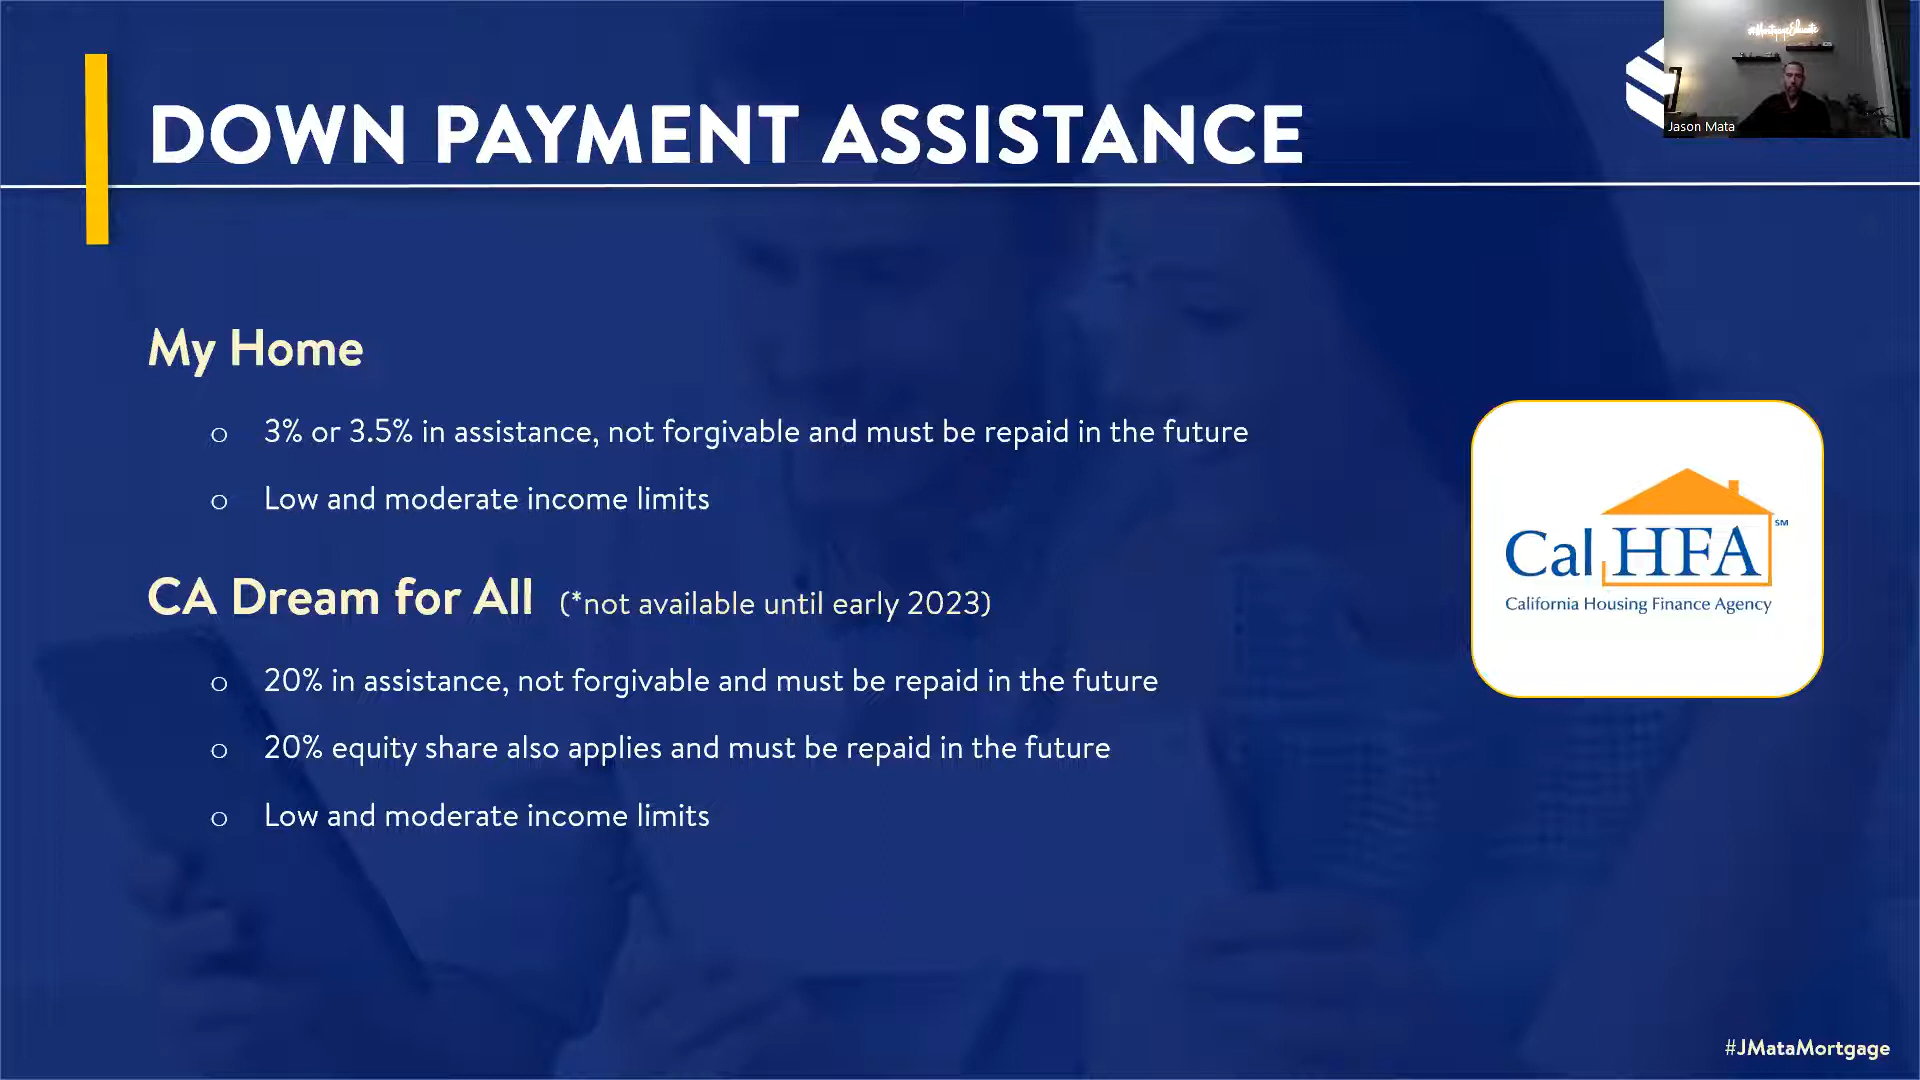 #MortgageEducate
Jason Mata
DOWN PAYMENT ASSISTANCE
My Home
o 3% or 3.5% in assistance, not forgivable and must be repaid in the future
o Low and moderate income limits
CA Dream for All (*not available until early 2023)
o 20% in assistance, not forgivable and must be repaid in the future
o 20% equity share also applies and must be repaid in the future
o Low and moderate income limits
Cal HFA SM
California Housing Finance Agency
#JMataMortgage